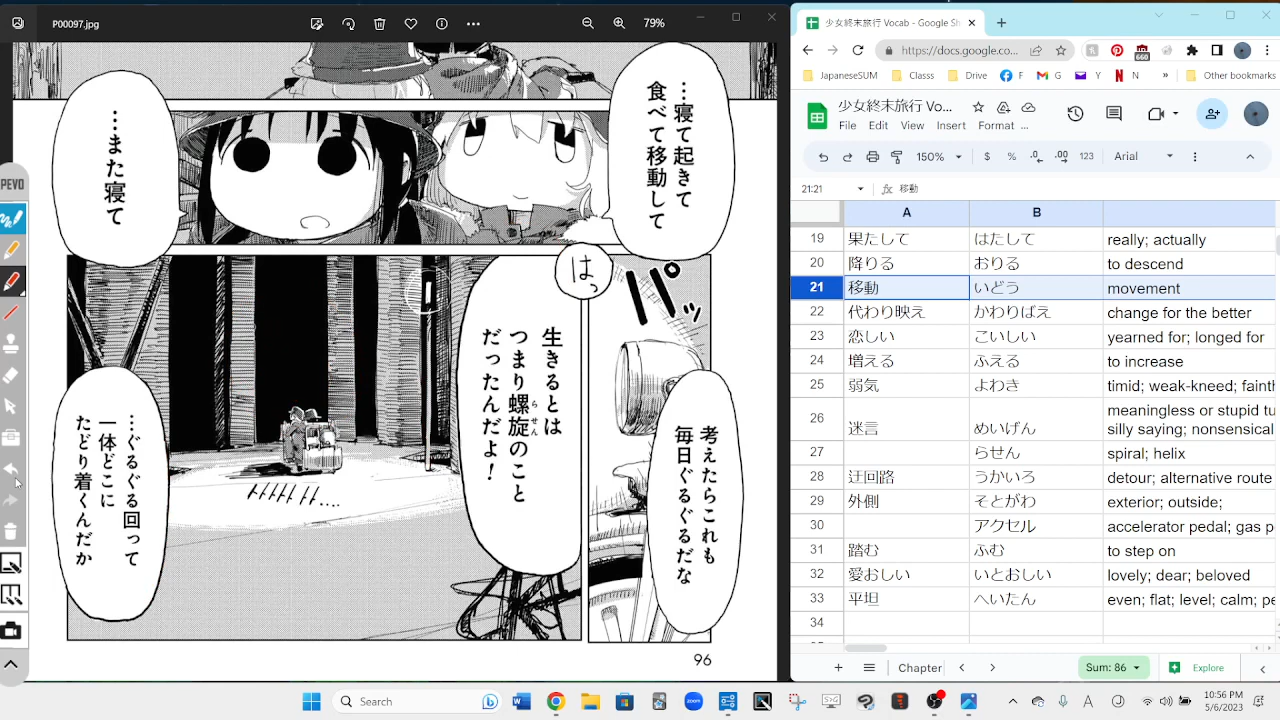 P00097.jpg
79%
…寝て起きて
食べて移動して
…また寝て
パッ
考えたらこれも
毎日ぐるぐるだな
はっ
生きるとは
つまり螺旋のこと
らせん
だったんだよ！
…ぐるぐる回って
一体どこに
たどり着くんだか
96
PEVO
少女終末旅行 Vocab - Google Sh
https://docs.google.co...
660
JapaneseSUM
Classs
Drive
F
G
Y
N
»
Other bookmarks
少女終末旅行 Vo...
File Edit View Insert Format ...
150% $ % .0 .00 123 Arial
21:21 fx 移動
A B
19 果たして はたして really; actually
20 降りる おりる to descend
21 移動 いどう movement
22 代わり映え かわりばえ change for the better
23 恋しい こいしい yearned for; longed for
24 増える ふえる to increase
25 弱気 よわき timid; weak-kneed; faint
26 迷言 めいげん meaningless or stupid tu
silly saying; nonsensical
27 らせん spiral; helix
28 迂回路 うかいろ detour; alternative route
29 外側 そとがわ exterior; outside;
30 アクセル accelerator pedal; gas p
31 踏む ふむ to step on
32 愛おしい いとおしい lovely; dear; beloved
33 平坦 へいたん even; flat; level; calm; pe
34
+ Chapter Sum: 86 Explore
Search
zoom
A
10:56 PM
5/6/2023